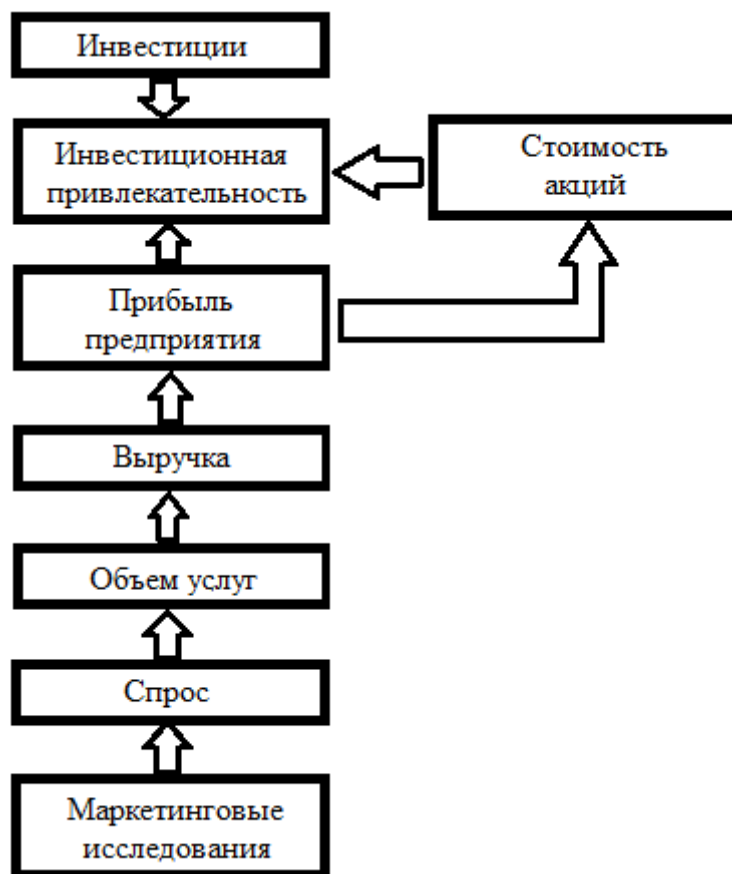 Инвестиции
Инвестиционная
привлекательность
Стоимость
акций
Прибыль
предприятия
Выручка
Объем услуг
Спрос
Маркетинговые
исследования